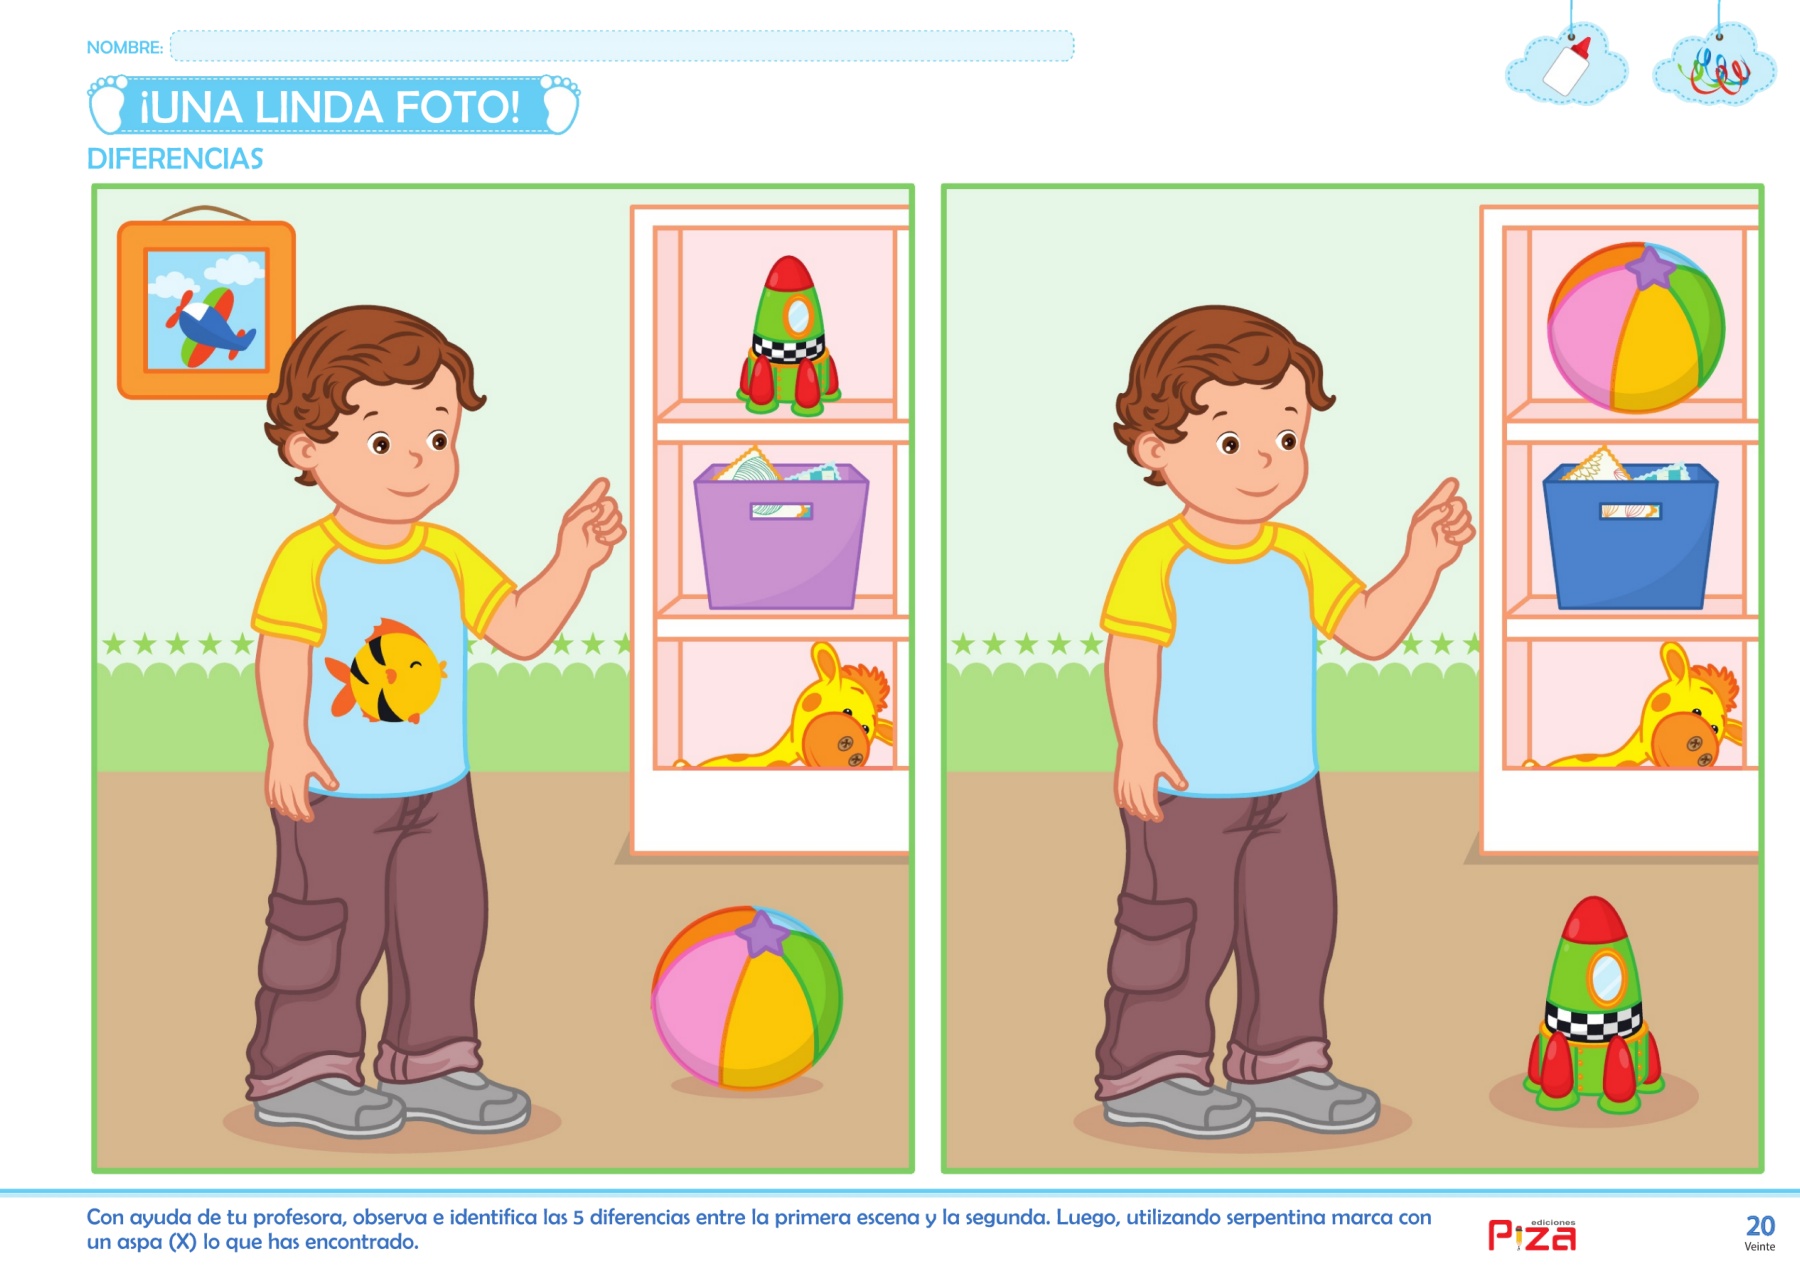 NOMBRE:
¡UNA LINDA FOTO!
DIFERENCIAS
Con ayuda de tu profesora, observa e identifica las 5 diferencias entre la primera escena y la segunda. Luego, utilizando serpentina marca con
un aspa (X) lo que has encontrado.
ediciones
Piza
20
Veinte